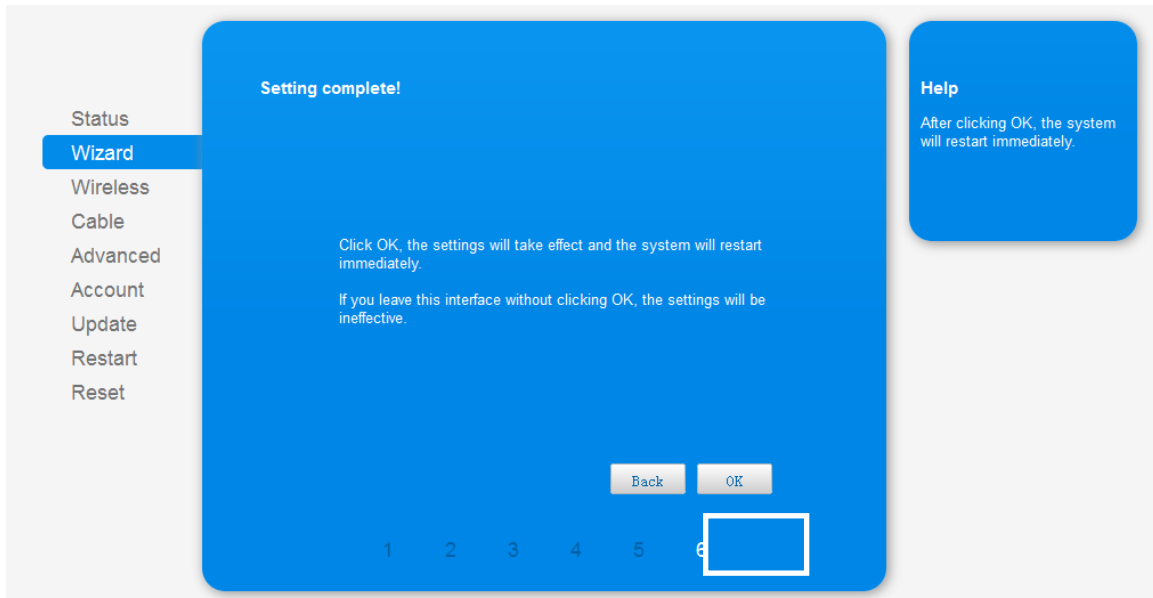 Status
Wizard
Wireless
Cable
Advanced
Account
Update
Restart
Reset
Setting complete!
Click OK, the settings will take effect and the system will restart
immediately.
If you leave this interface without clicking OK, the settings will be
ineffective.
Back OK
1 2 3 4 5 6
Help
After clicking OK, the system
will restart immediately.